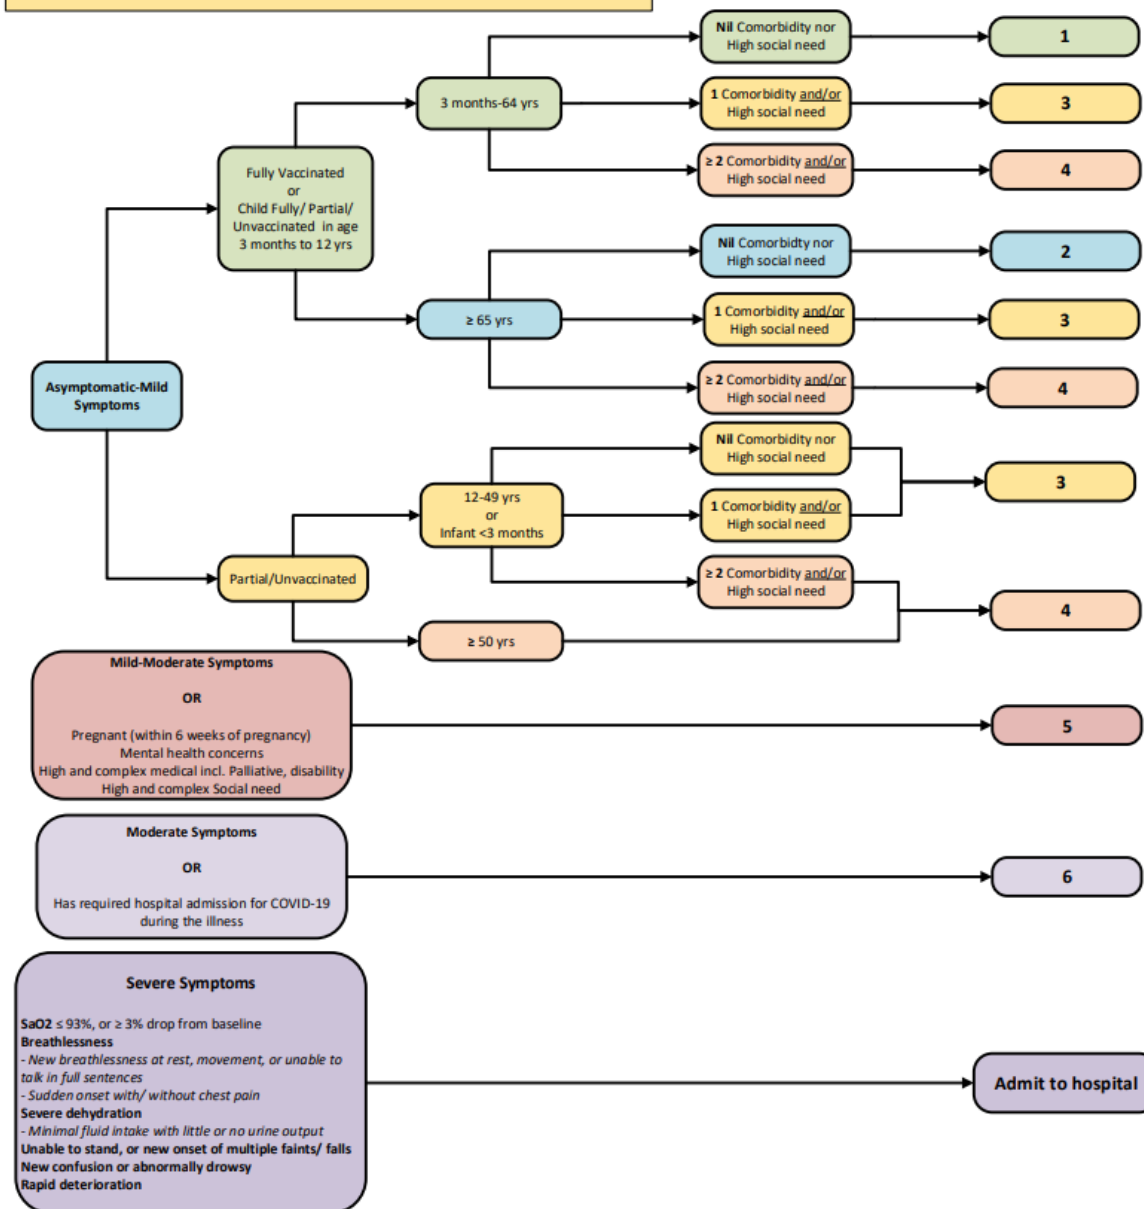 Nil Comorbidity nor
High social need
1
3 months-64 yrs
1 Comorbidity and/or
High social need
3
≥ 2 Comorbidity and/or
High social need
4
Fully Vaccinated
or
Child Fully/ Partial/
Unvaccinated in age
3 months to 12 yrs
Nil Comorbidty nor
High social need
2
≥ 65 yrs
1 Comorbidity and/or
High social need
3
≥ 2 Comorbidity and/or
High social need
4
Asymptomatic-Mild
Symptoms
Nil Comorbidity nor
High social need
12-49 yrs
or
Infant <3 months
1 Comorbidity and/or
High social need
3
Partial/Unvaccinated
≥ 2 Comorbidity and/or
High social need
≥ 50 yrs
4
Mild-Moderate Symptoms
OR
Pregnant (within 6 weeks of pregnancy)
Mental health concerns
High and complex medical incl. Palliative, disability
High and complex Social need
5
Moderate Symptoms
OR
Has required hospital admission for COVID-19
during the illness
6
Severe Symptoms
SaO2 ≤ 93%, or ≥ 3% drop from baseline
Breathlessness
- New breathlessness at rest, movement, or unable to
talk in full sentences
- Sudden onset with/ without chest pain
Severe dehydration
- Minimal fluid intake with little or no urine output
Unable to stand, or new onset of multiple faints/ falls
New confusion or abnormally drowsy
Rapid deterioration
Admit to hospital